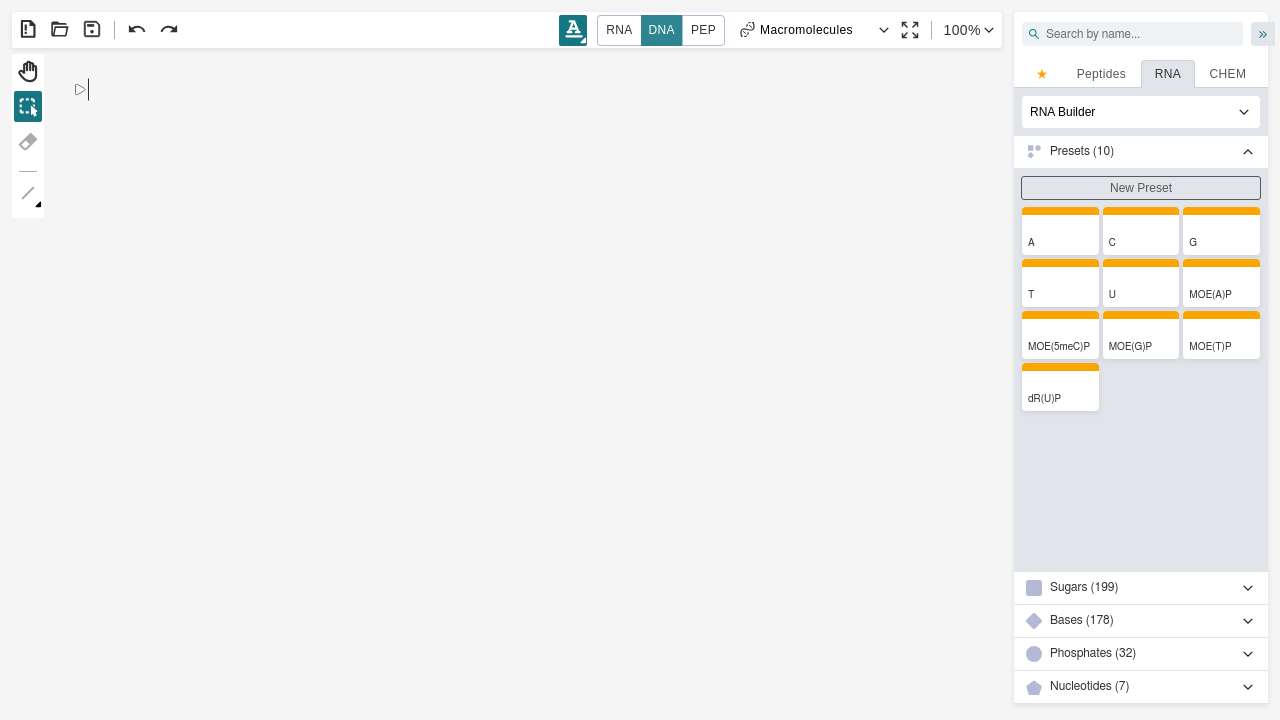 A
RNA DNA PEP
Macromolecules
100%
Search by name...
Peptides RNA CHEM
RNA Builder
Presets (10)
New Preset
A C G
T U MOE(A)P
MOE(5meC)P MOE(G)P MOE(T)P
dR(U)P
Sugars (199)
Bases (178)
Phosphates (32)
Nucleotides (7)